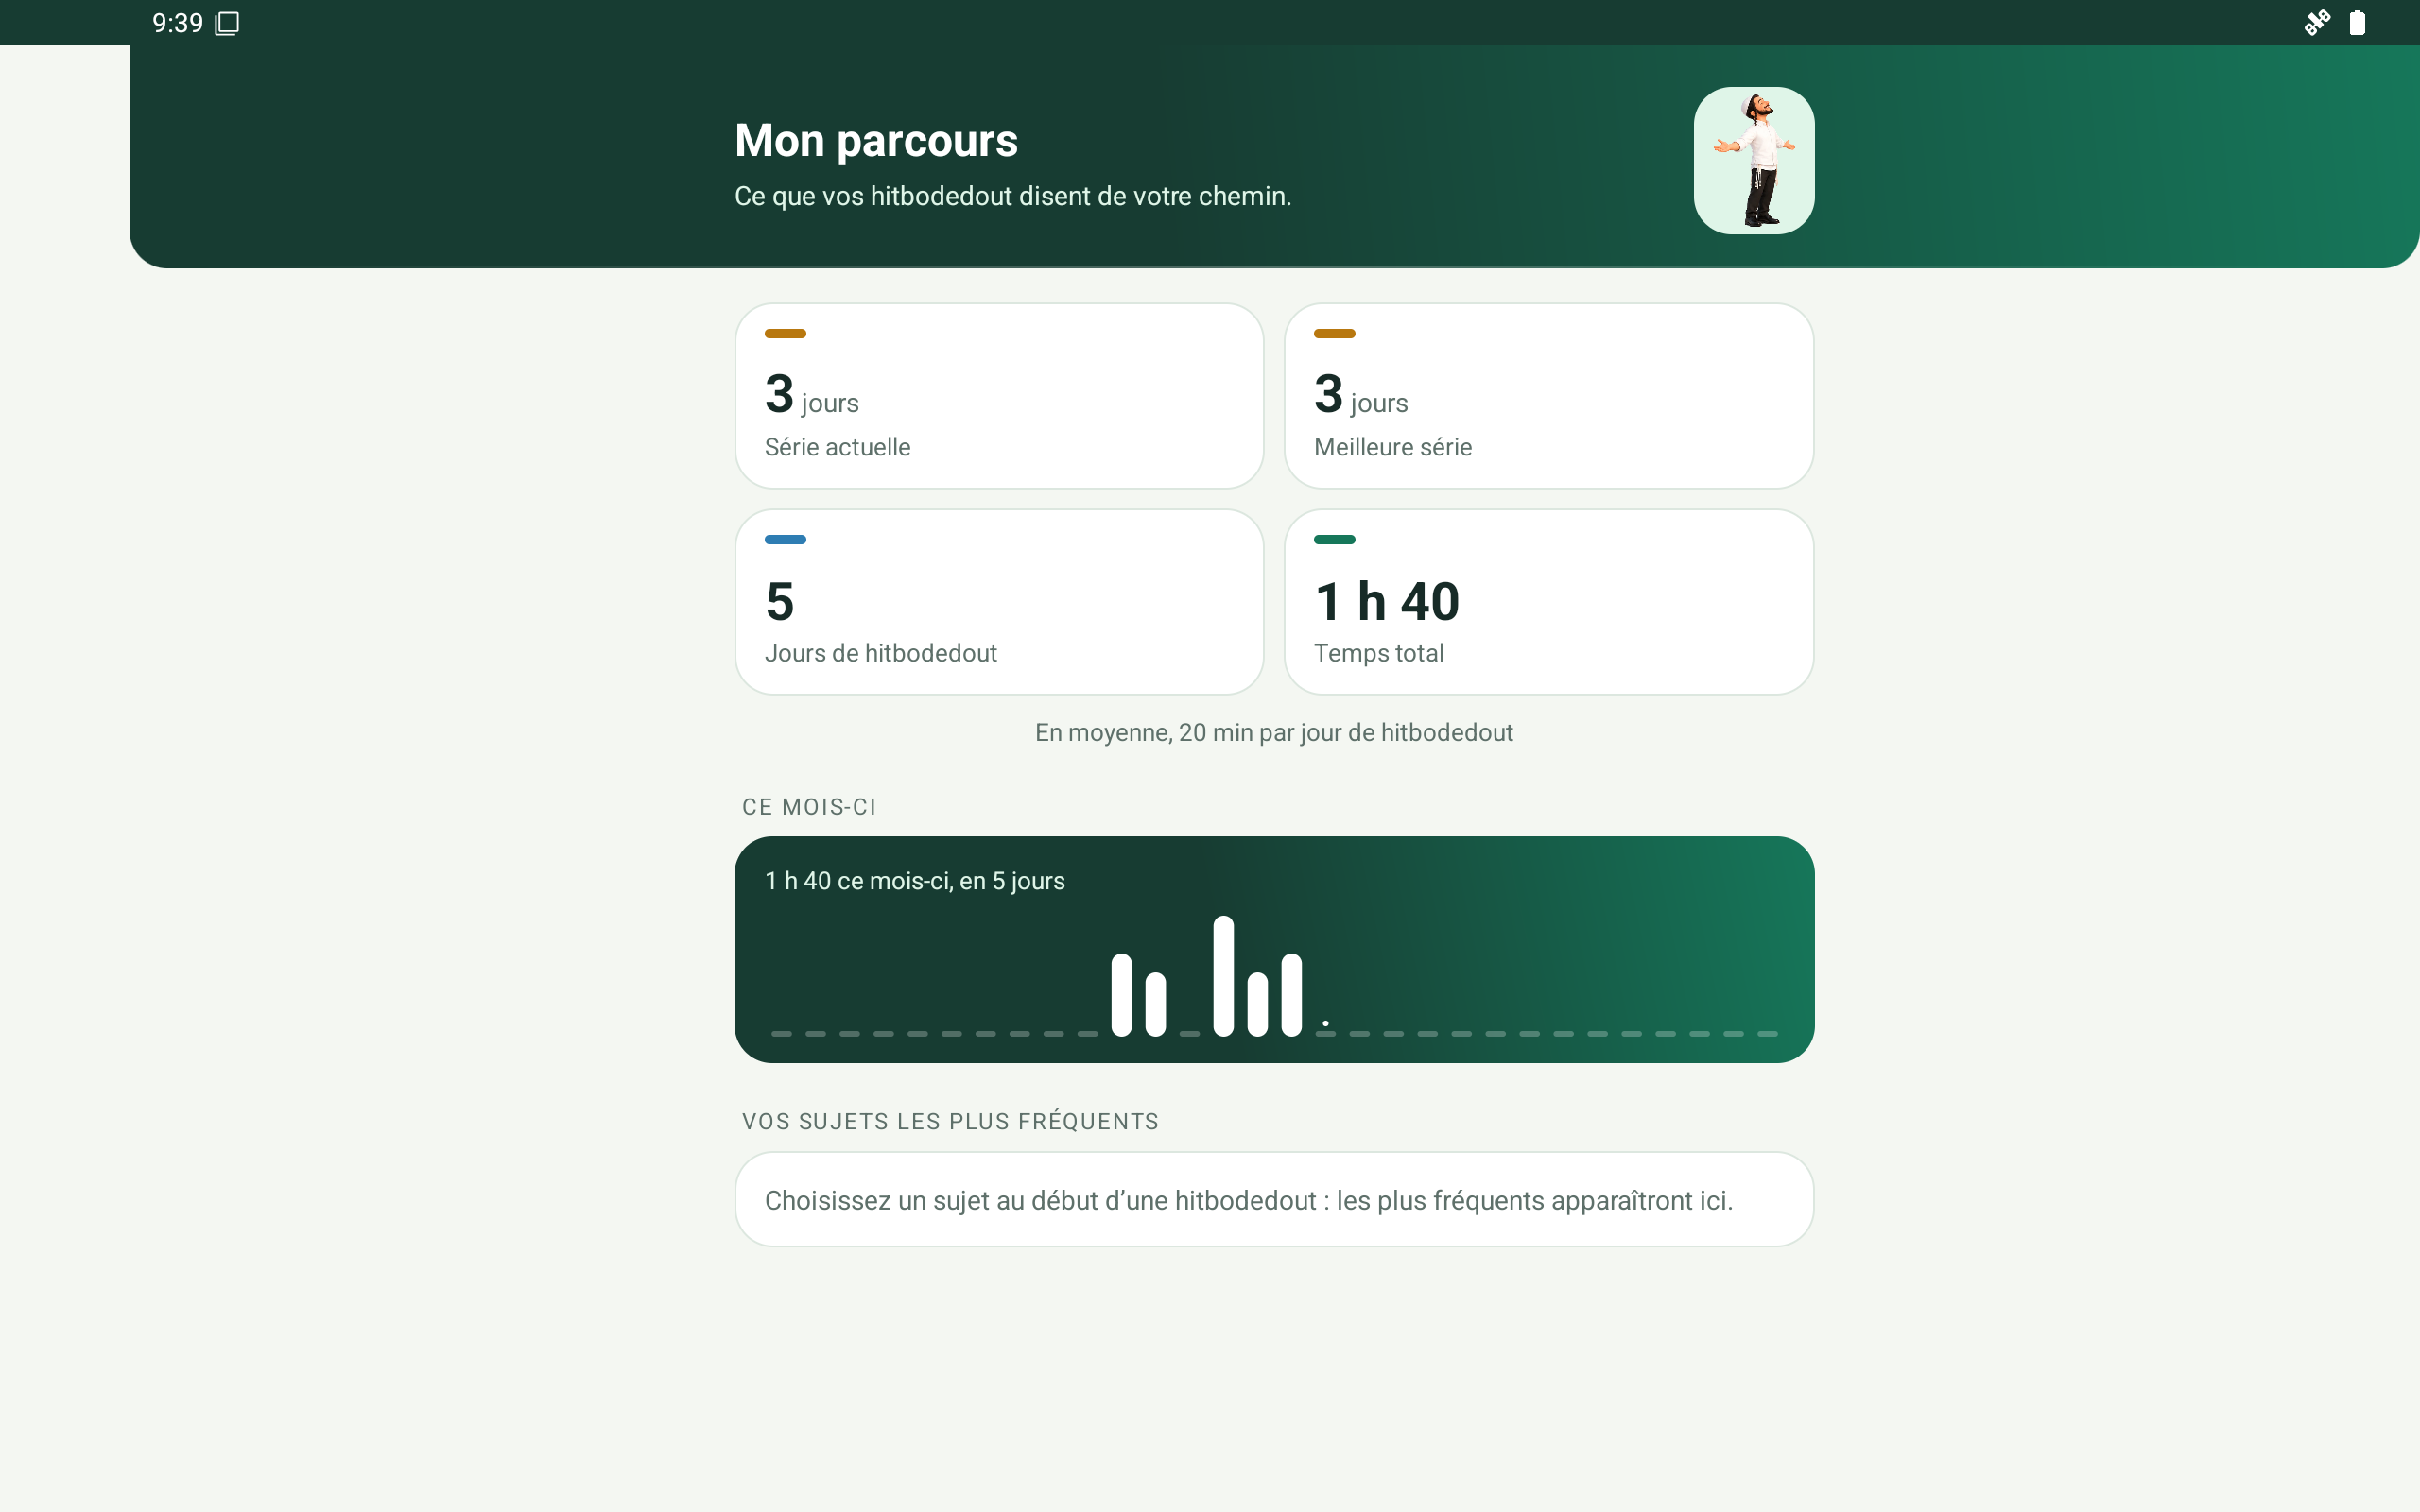 9:39
Mon parcours
Ce que vos hitbodedout disent de votre chemin.
3 jours
Série actuelle
3 jours
Meilleure série
5
Jours de hitbodedout
1 h 40
Temps total
En moyenne, 20 min par jour de hitbodedout
CE MOIS-CI
1 h 40 ce mois-ci, en 5 jours
VOS SUJETS LES PLUS FRÉQUENTS
Choisissez un sujet au début d’une hitbodedout : les plus fréquents apparaîtront ici.